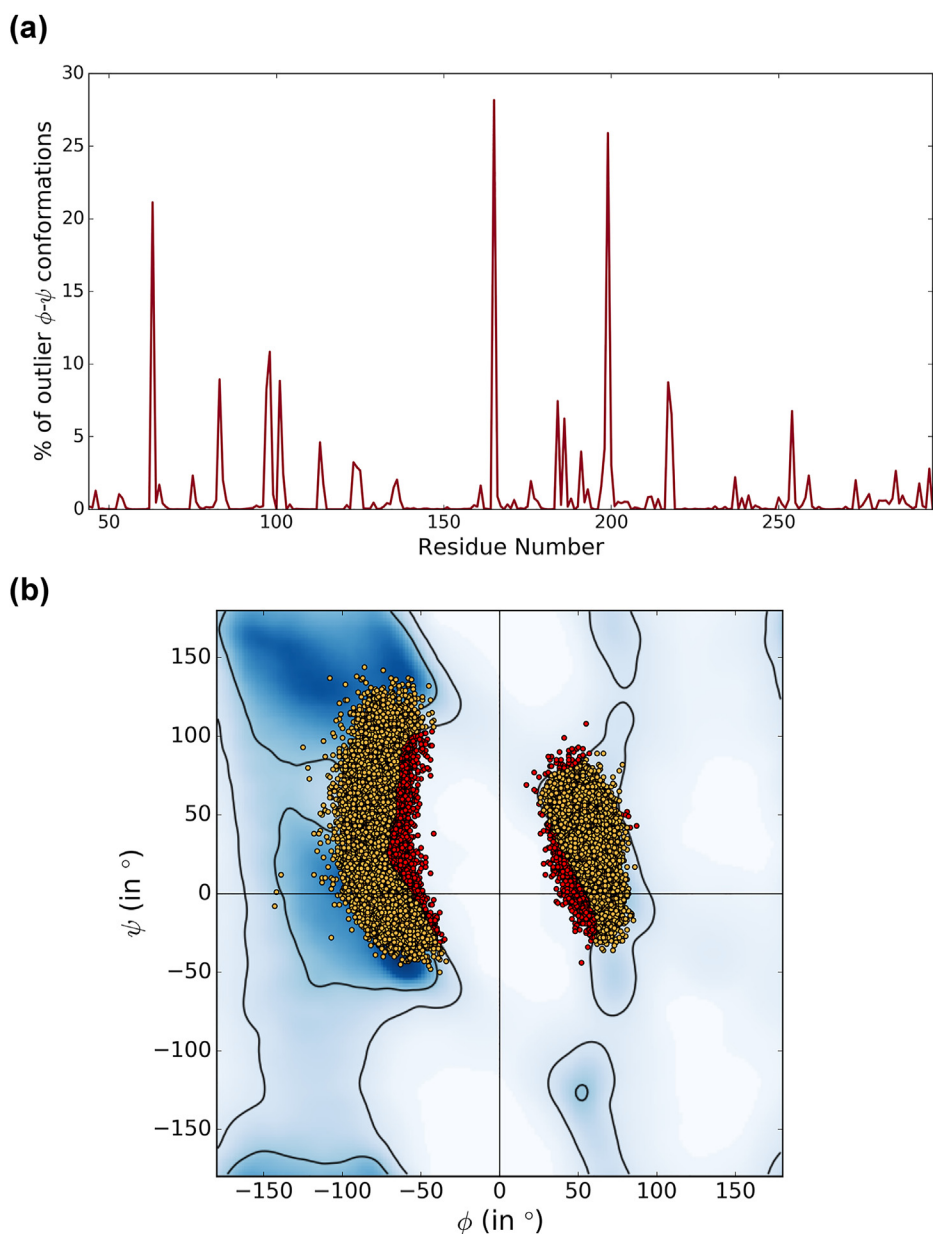 (a)
30
25
20
15
10
5
0
50 100 150 200 250
% of outlier ϕ-ψ conformations
Residue Number
(b)
150
100
50
0
−50
−100
−150
−150 −100 −50 0 50 100 150
ψ (in °)
ϕ (in °)